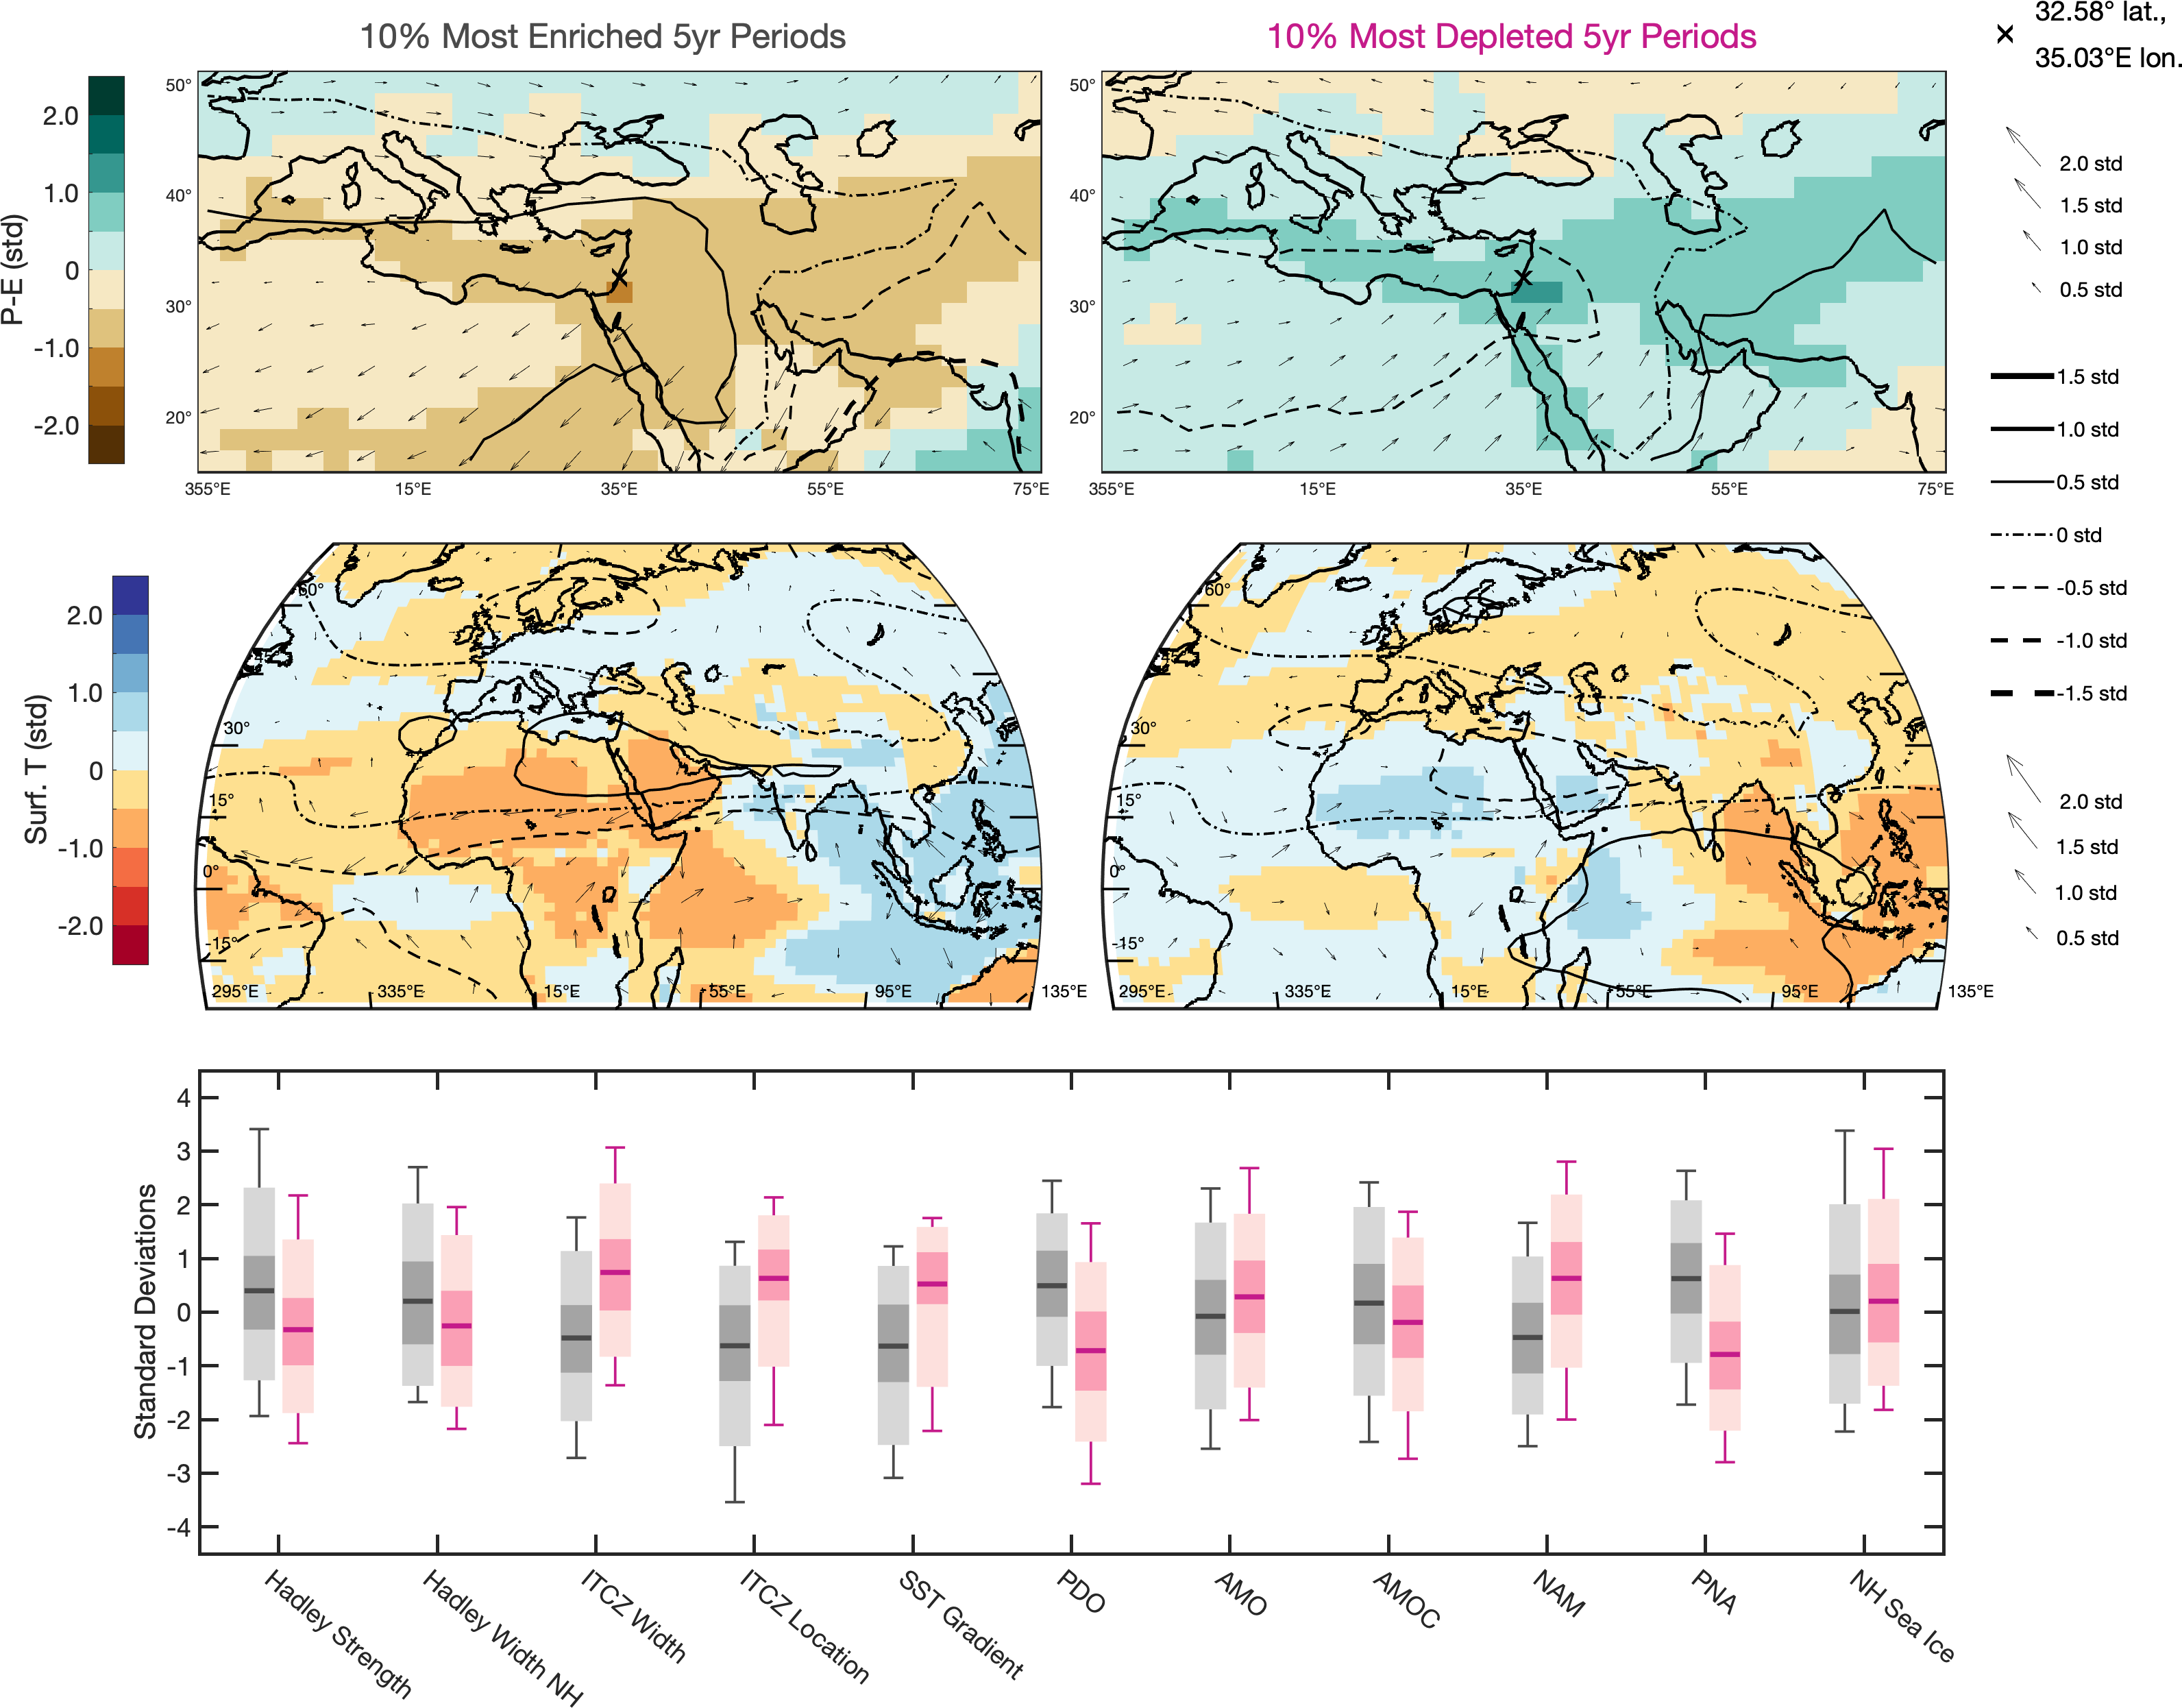 10% Most Enriched 5yr Periods
10% Most Depleted 5yr Periods
32.58° lat.,
35.03°E lon.
P-E (std)
2.0
1.0
0
-1.0
-2.0
50°
40°
30°
20°
355°E 15°E 35°E 55°E 75°E
50°
40°
30°
20°
355°E 15°E 35°E 55°E 75°E
2.0 std
1.5 std
1.0 std
0.5 std
1.5 std
1.0 std
0.5 std
0 std
-0.5 std
-1.0 std
-1.5 std
Surf. T (std)
2.0
1.0
0
-1.0
-2.0
60°
45°
30°
15°
0°
-15°
295°E 335°E 15°E 55°E 95°E 135°E
60°
45°
30°
15°
0°
-15°
295°E 335°E 15°E 55°E 95°E 135°E
2.0 std
1.5 std
1.0 std
0.5 std
Standard Deviations
4
3
2
1
0
-1
-2
-3
-4
Hadley Strength
Hadley Width NH
ITCZ Width
ITCZ Location
SST Gradient
PDO
AMO
AMOC
NAM
PNA
NH Sea Ice